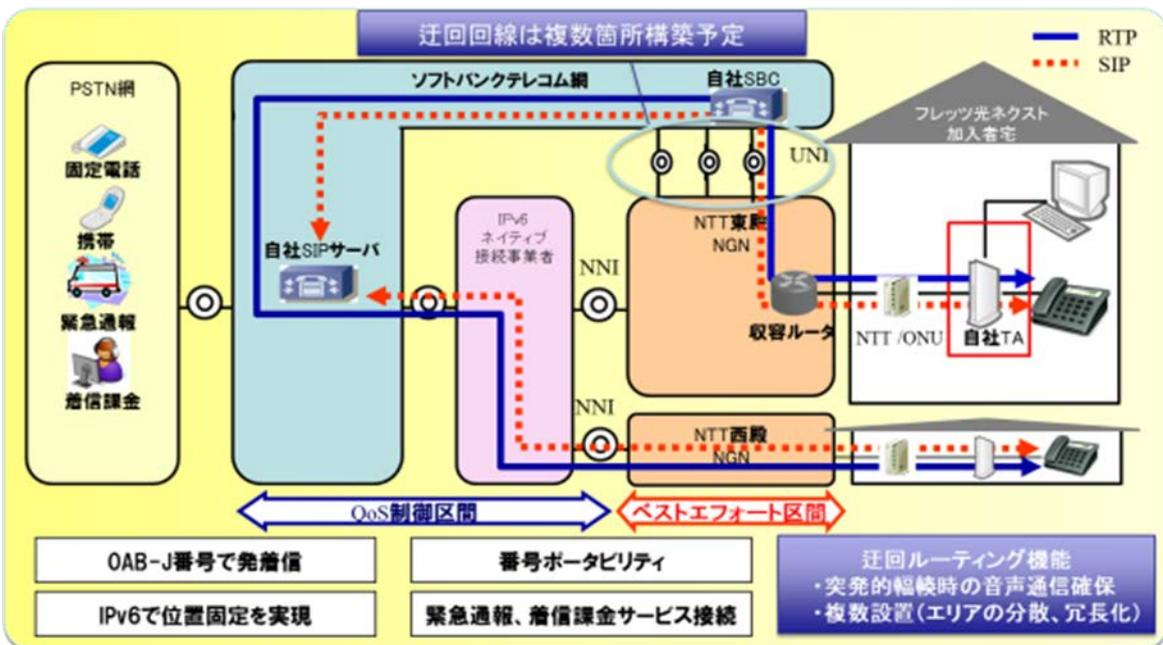 迂回回線は複数箇所構築予定
RTP
SIP
PSTN網
固定電話
携帯
緊急通報
着信課金
ソフトバンクテレコム網
自社SBC
自社SIPサーバ
IPv6
ネイティブ
接続事業者
NNI
NNI
UNI
NTT東殿
NGN
収容ルータ
NTT西殿
NGN
フレッツ光ネクスト
加入者宅
NTT /ONU
自社TA
QoS制御区間
ベストエフォート区間
0AB-J番号で発着信
番号ポータビリティ
IPv6で位置固定を実現
緊急通報、着信課金サービス接続
迂回ルーティング機能
・突発的輻輳時の音声通信確保
・複数設置(エリアの分散、冗長化)